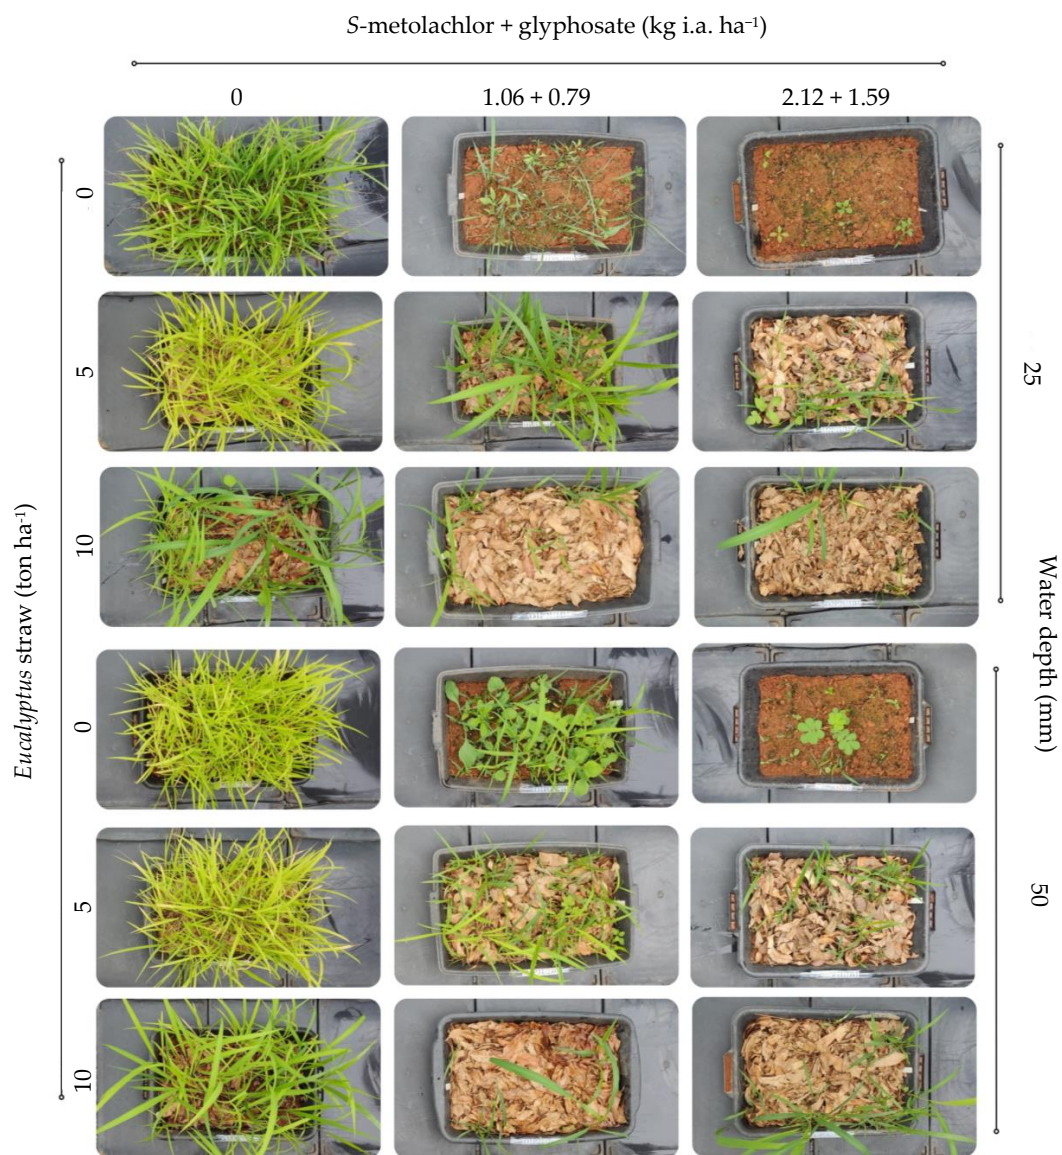 S-metolachlor + glyphosate (kg i.a. ha⁻¹)
0
1.06 + 0.79
2.12 + 1.59
Eucalyptus straw (ton ha⁻¹)
0
5
10
0
5
10
Water depth (mm)
25
50